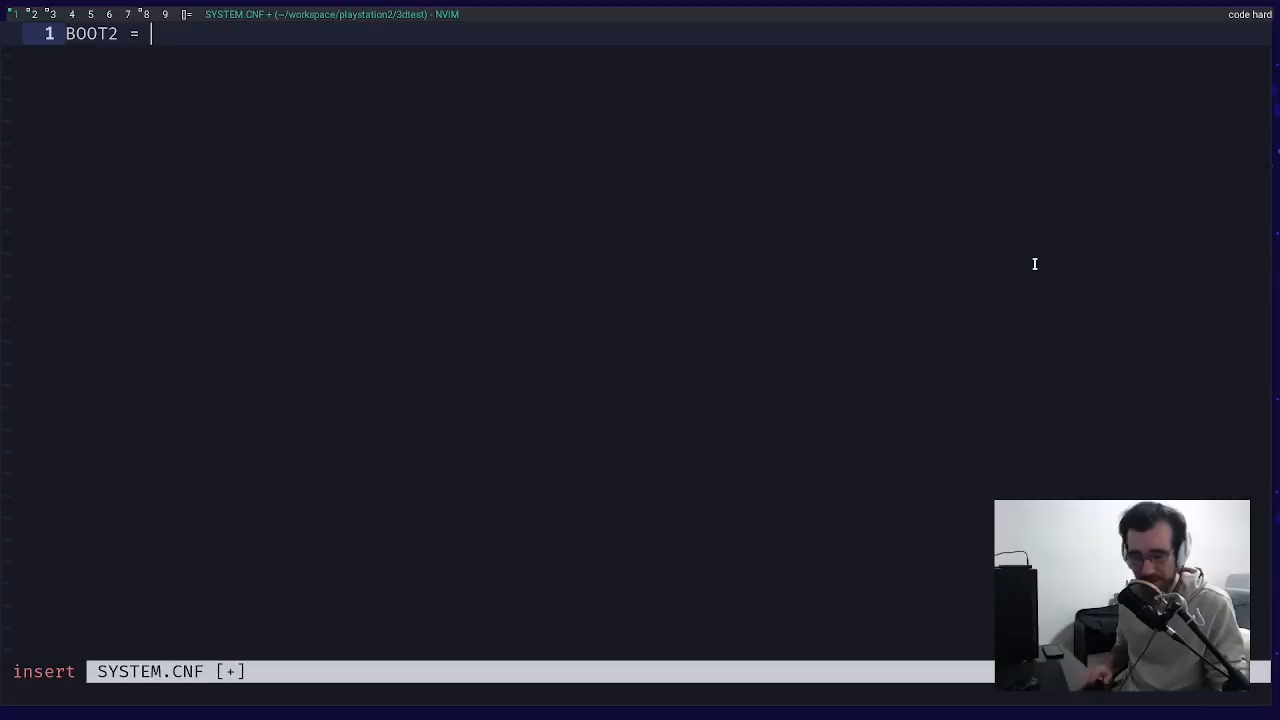 1 2 3 4 5 6 7 8 9 []= SYSTEM.CNF + (~/workspace/playstation2/3dtest) - NVIM code hard
1 BOOT2 =
insert SYSTEM.CNF [+]